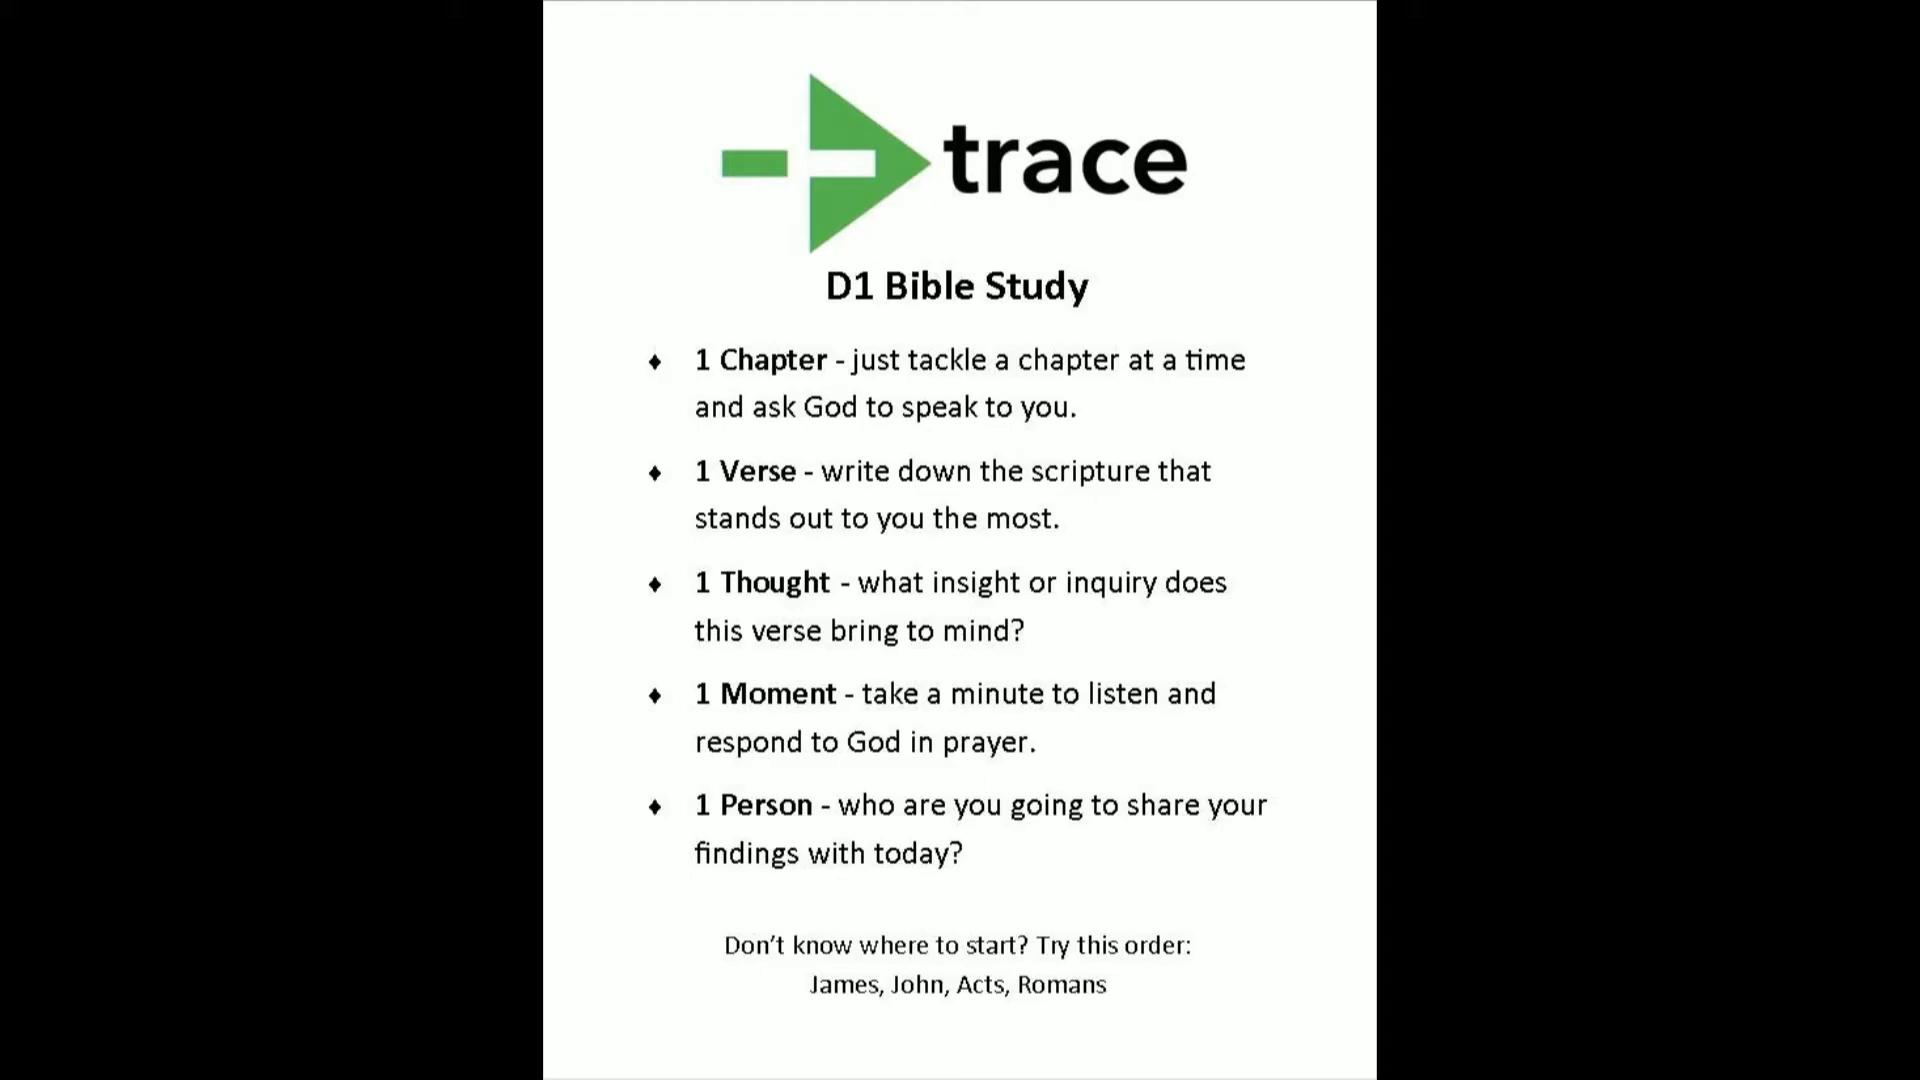 trace
D1 Bible Study
♦ 1 Chapter - just tackle a chapter at a time
and ask God to speak to you.
♦ 1 Verse - write down the scripture that
stands out to you the most.
♦ 1 Thought - what insight or inquiry does
this verse bring to mind?
♦ 1 Moment - take a minute to listen and
respond to God in prayer.
♦ 1 Person - who are you going to share your
findings with today?
Don't know where to start? Try this order:
James, John, Acts, Romans